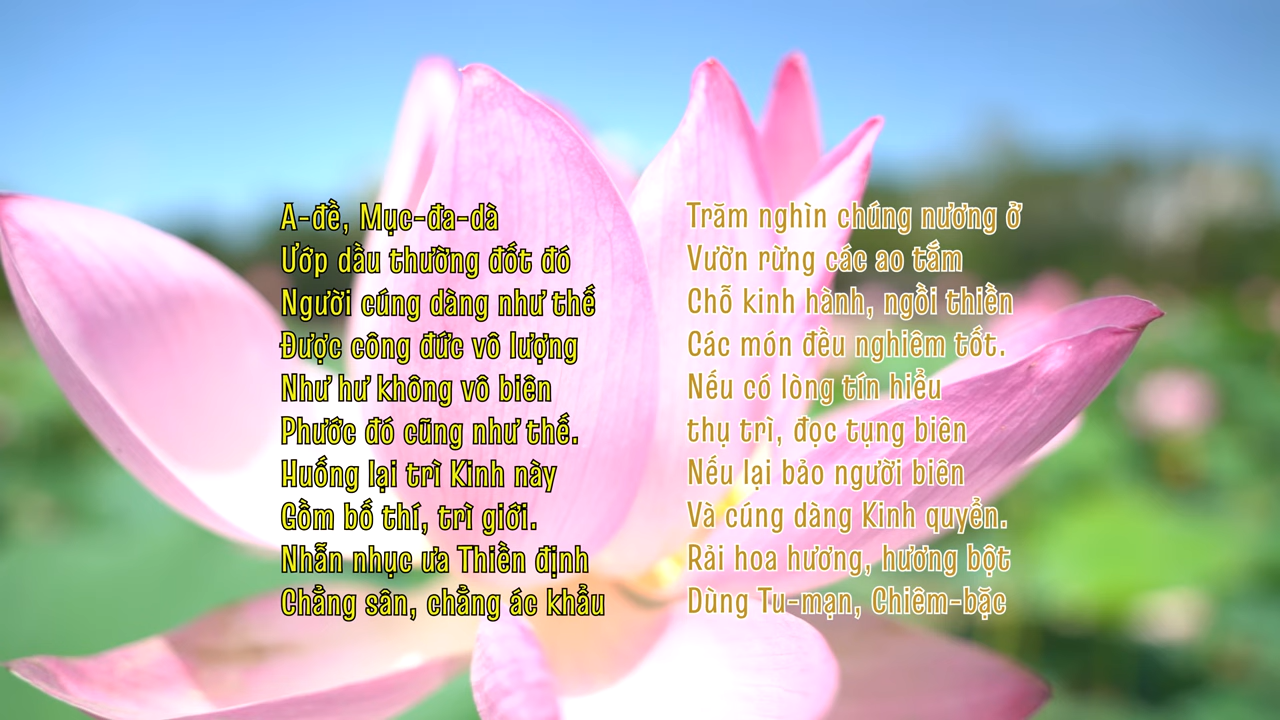 A-đề, Mục-đa-dà
Ướp dầu thường đốt đó
Người cúng dàng như thế
Được công đức vô lượng
Như hư không vô biên
Phước đó cũng như thế.
Huống lại trì Kinh này
Gồm bố thí, trì giới.
Nhẫn nhục ưa Thiền định
Chẳng sân, chẳng ác khẩu
Trăm nghìn chúng nương ở
Vườn rừng các ao tắm
Chỗ kinh hành, ngồi thiền
Các món đều nghiêm tốt.
Nếu có lòng tín hiểu
thụ trì, đọc tụng biên
Nếu lại bảo người biên
Và cúng dàng Kinh quyển.
Rải hoa hương, hương bột
Dùng Tu-mạn, Chiêm-bặc